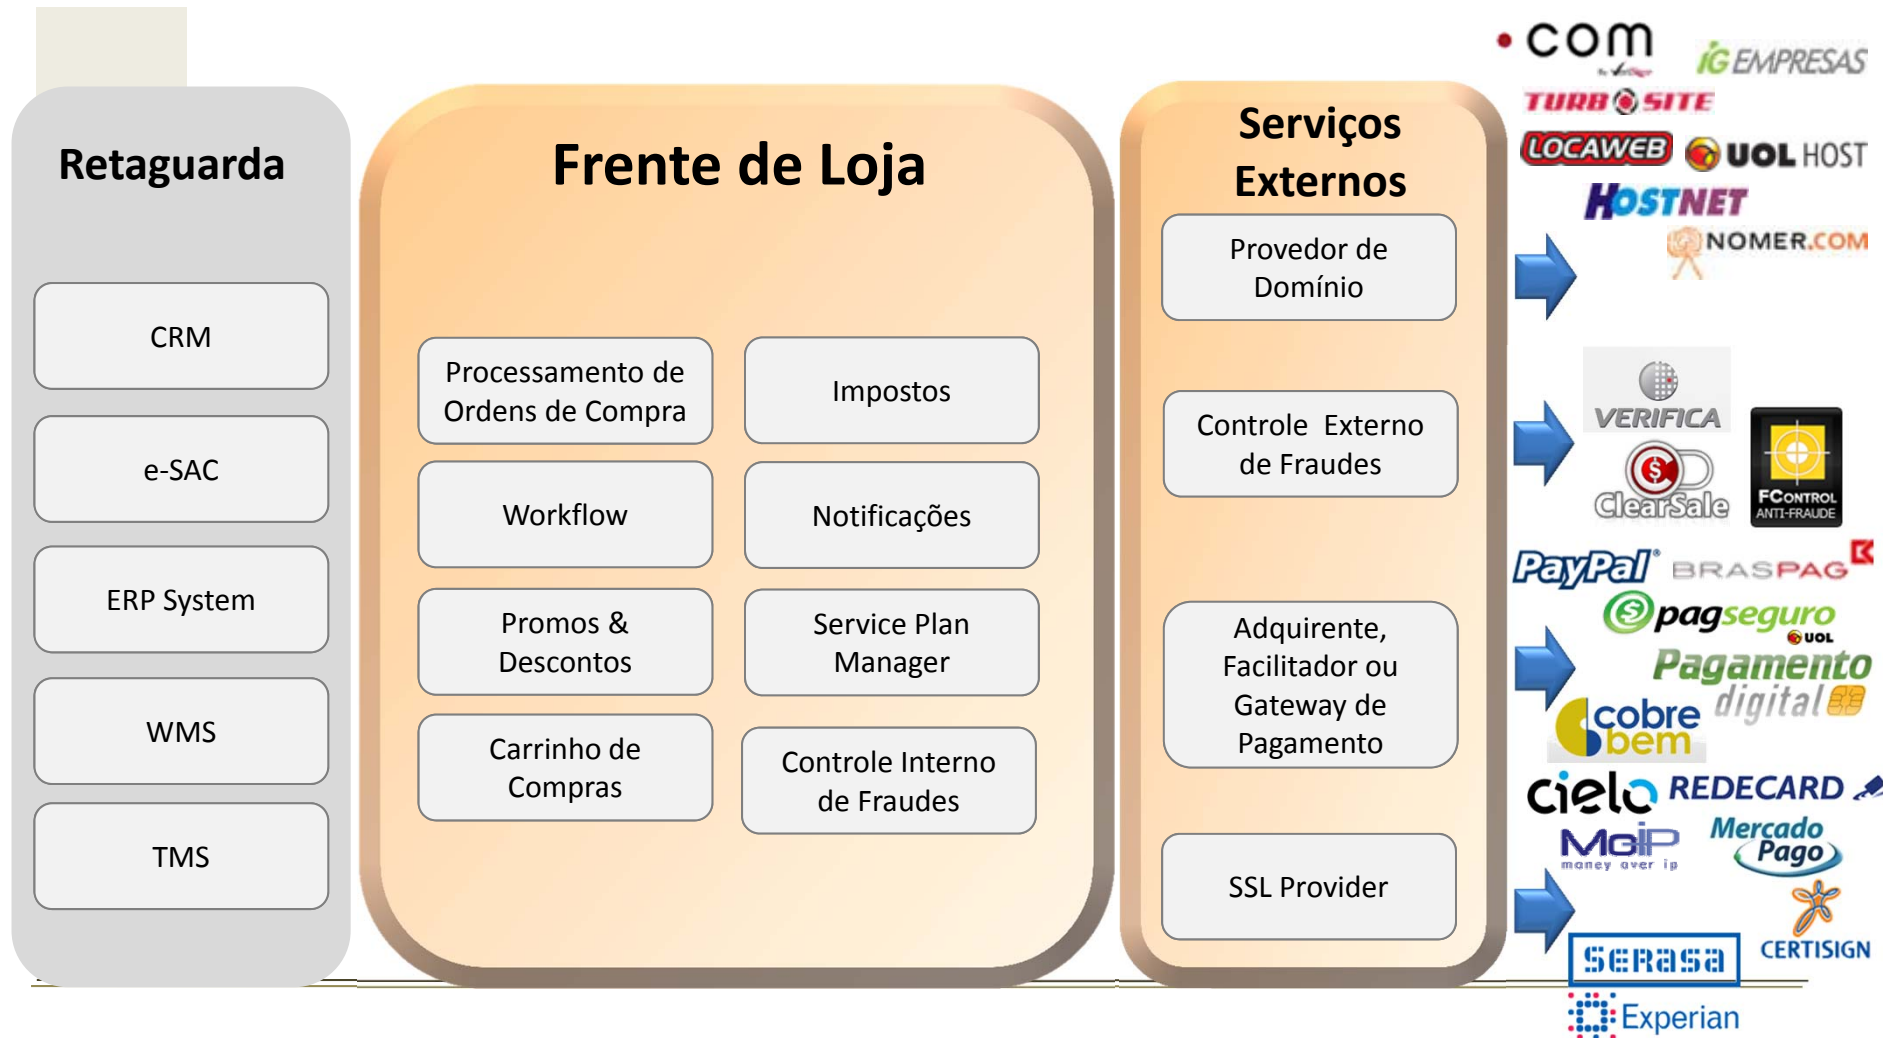 Retaguarda
CRM
e-SAC
ERP System
WMS
TMS
Frente de Loja
Processamento de
Ordens de Compra
Impostos
Workflow
Notificações
Promos &
Descontos
Service Plan
Manager
Carrinho de
Compras
Controle Interno
de Fraudes
Serviços
Externos
Provedor de
Domínio
Controle Externo
de Fraudes
Adquirente,
Facilitador ou
Gateway de
Pagamento
SSL Provider
com
by VeriSign
iG EMPRESAS
TURBOSITE
LOCAWEB
UOL HOST
HOSTNET
NOMER.COM
VERIFICA
ClearSale
FCONTROL
ANTI-FRAUDE
PayPal
BRASPAG
pagseguro
UOL
Pagamento
digital
cobre
bem
cielo
REDECARD
MoIP
money over ip
Mercado
Pago
CERTISIGN
SERASA
Experian